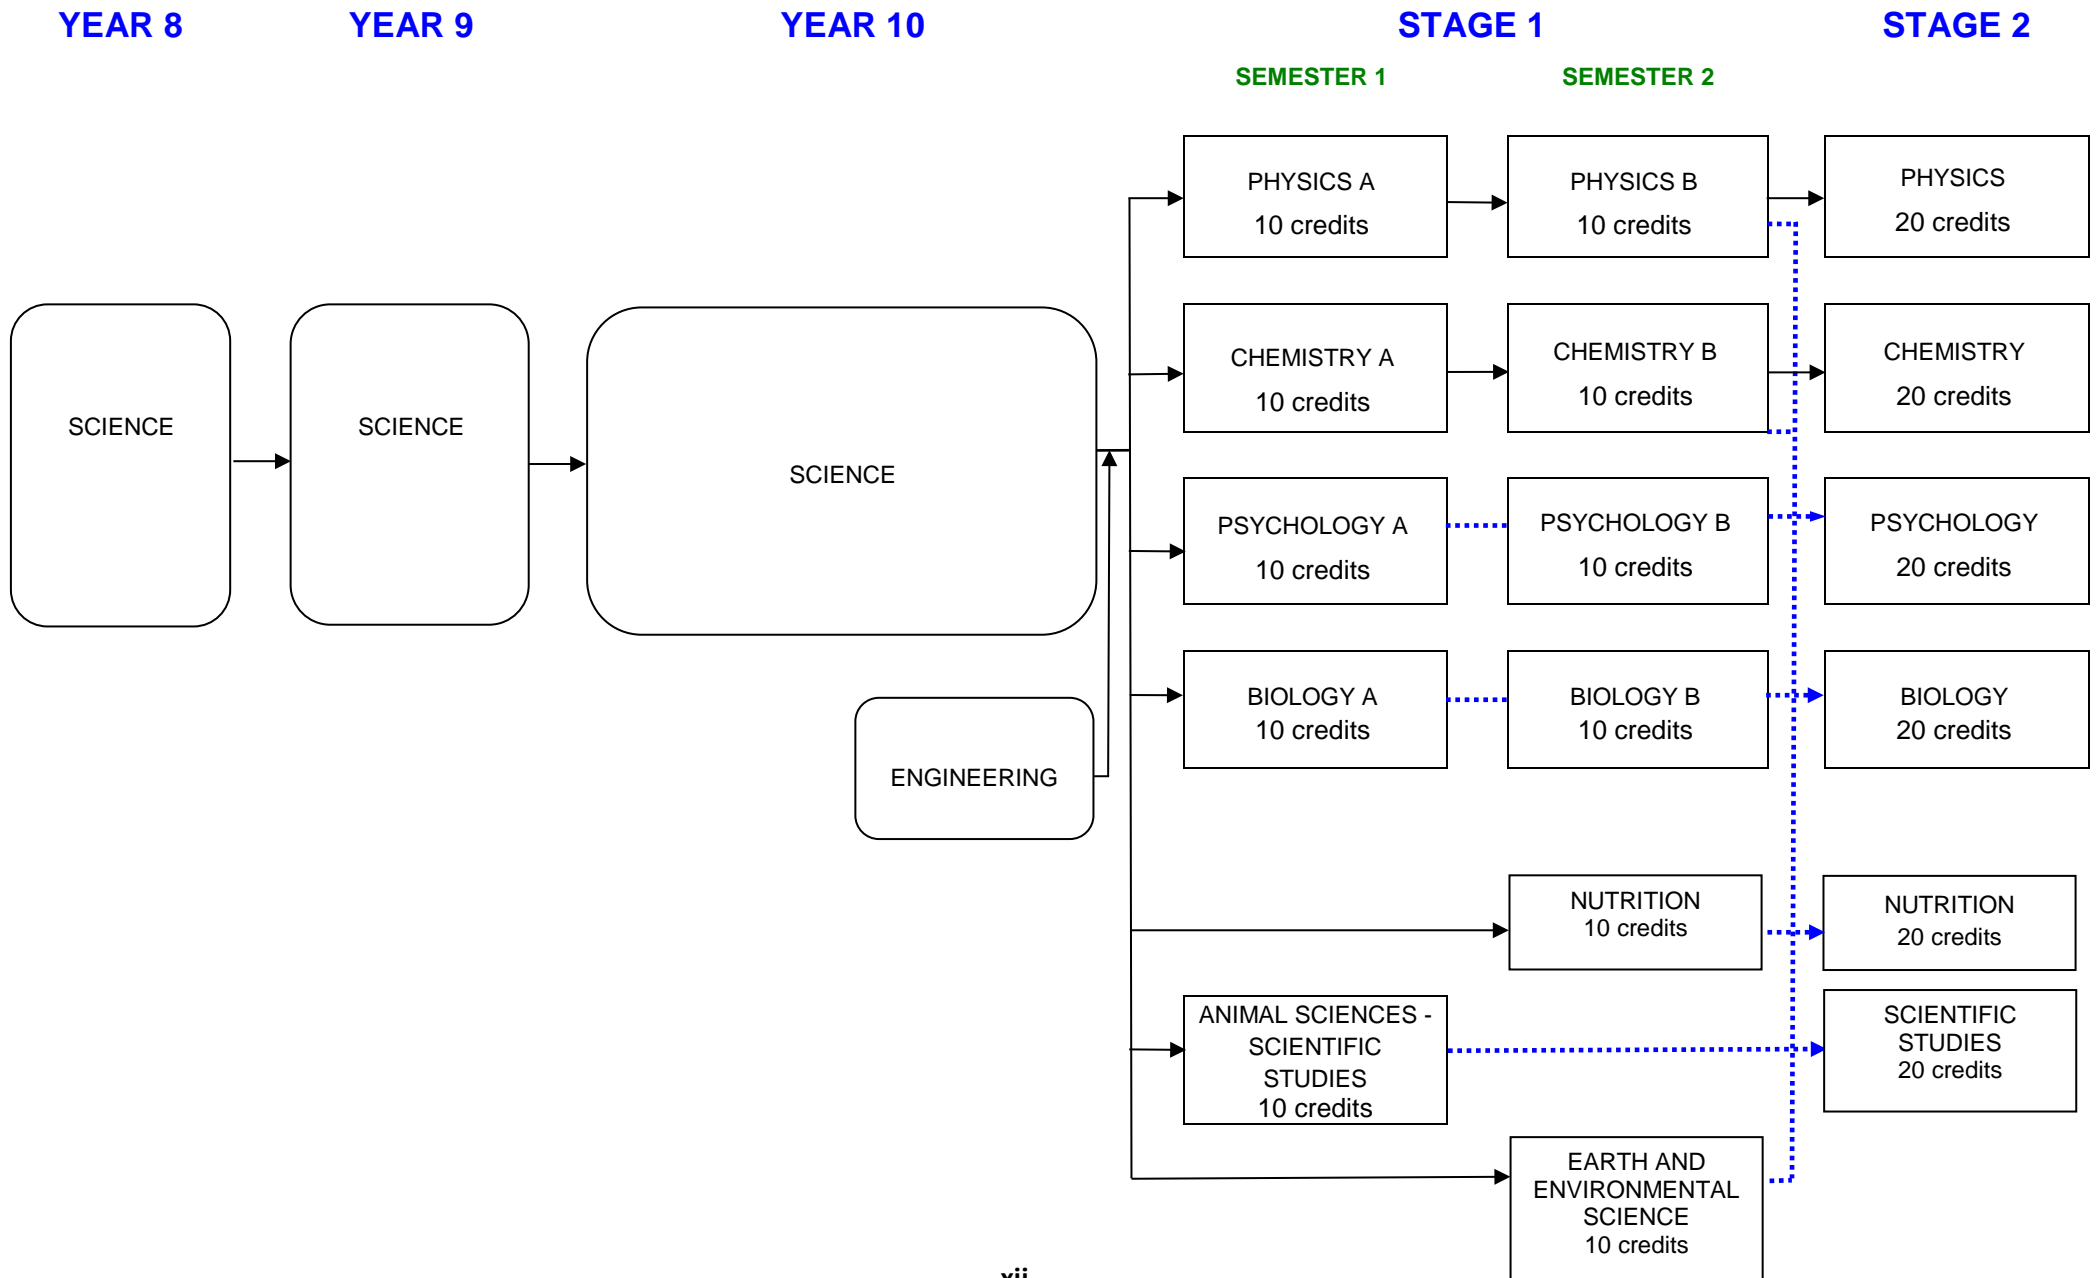 YEAR 8
YEAR 9
YEAR 10
STAGE 1
STAGE 2
SEMESTER 1
SEMESTER 2
PHYSICS A
10 credits
PHYSICS B
10 credits
PHYSICS
20 credits
CHEMISTRY A
10 credits
CHEMISTRY B
10 credits
CHEMISTRY
20 credits
SCIENCE
SCIENCE
SCIENCE
PSYCHOLOGY A
10 credits
PSYCHOLOGY B
10 credits
PSYCHOLOGY
20 credits
BIOLOGY A
10 credits
BIOLOGY B
10 credits
BIOLOGY
20 credits
ENGINEERING
NUTRITION
10 credits
NUTRITION
20 credits
ANIMAL SCIENCES -
SCIENTIFIC
STUDIES
10 credits
SCIENTIFIC
STUDIES
20 credits
EARTH AND
ENVIRONMENTAL
SCIENCE
10 credits
xii